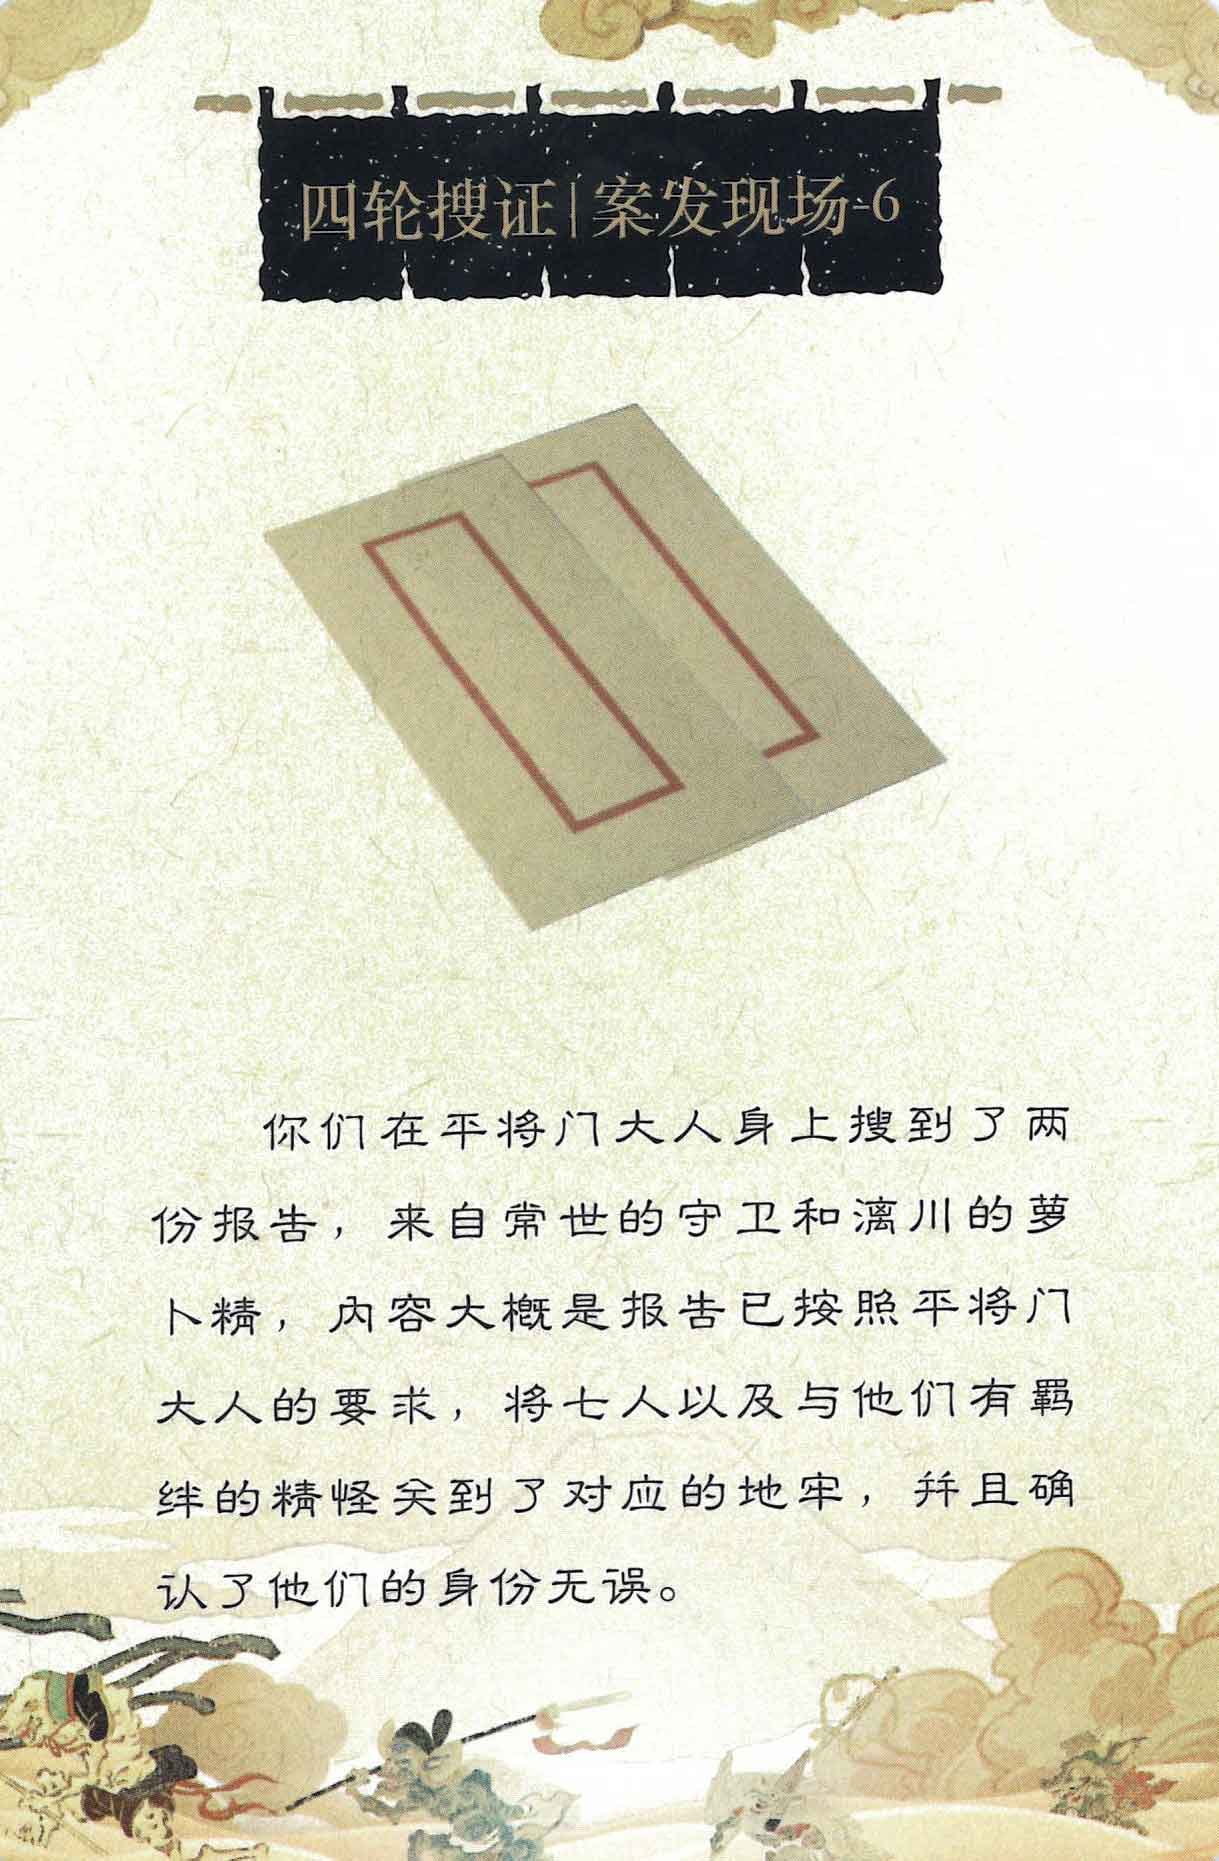 四轮搜证|案发现场-6
你们在平将门大人身上搜到了两
份报告，来自常世的守卫和漓川的萝
卜精，内容大概是报告已按照平将门
大人的要求，将七人以及与他们有羁
绊的精怪关到了对应的地牢，并且确
认了他们的身份无误。